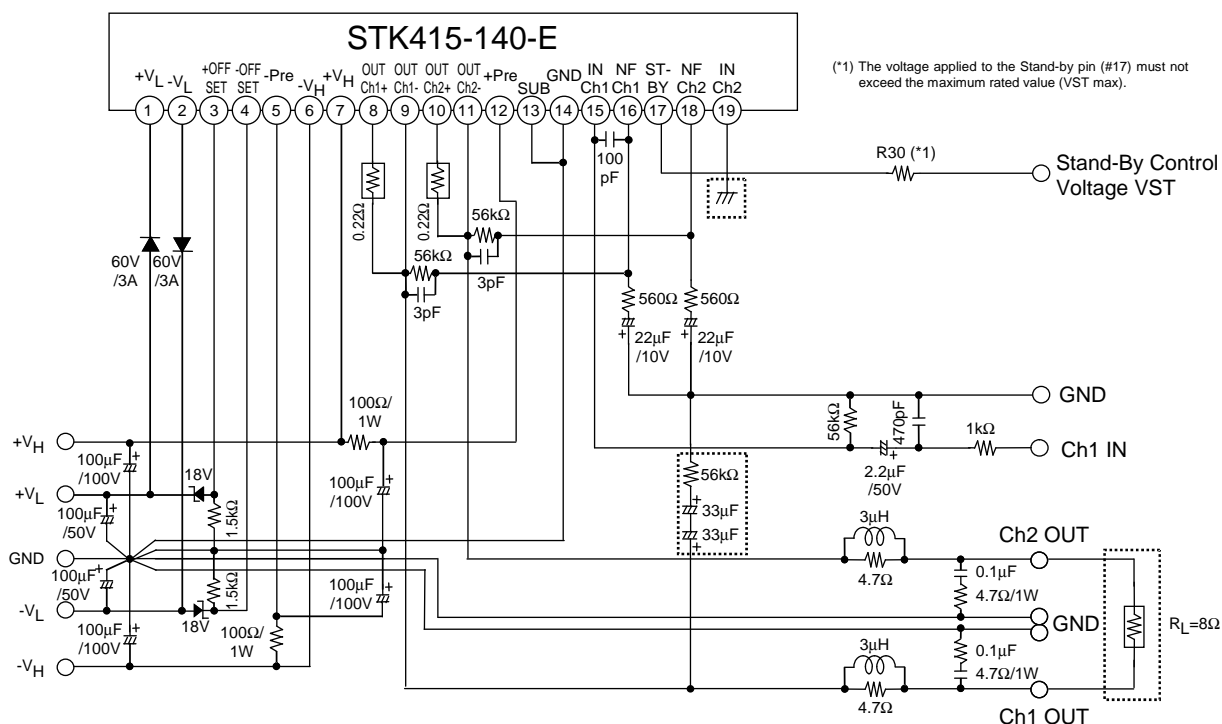 STK415-140-E
(*1) The voltage applied to the Stand-by pin (#17) must not
exceed the maximum rated value (VST max).
+VL
-VL
+OFF
SET
-OFF
SET
-Pre
-VH
+VH
OUT
Ch1+
OUT
Ch1-
OUT
Ch2+
OUT
Ch2-
+Pre
SUB
GND
IN
Ch1
NF
Ch1
ST-
BY
NF
Ch2
IN
Ch2
1 2 3 4 5 6 7 8 9 10 11 12 13 14 15 16 17 18 19
100
pF
R30 (*1)
Stand-By Control
Voltage VST
0.22Ω
0.22Ω
56kΩ
56kΩ
3pF
3pF
60V
/3A
60V
/3A
560Ω
560Ω
+
22µF
/10V
+
22µF
/10V
GND
56kΩ
470pF
1kΩ
Ch1 IN
+
2.2µF
/50V
100Ω/
1W
+VH
100µF
/100V
+
18V
100µF
/100V
+
+VL
100µF
/50V
+
1.5kΩ
56kΩ
+
33µF
33µF
+
3µH
Ch2 OUT
GND
4.7Ω
100µF
/50V
+
1.5kΩ
100µF
/100V
+
0.1µF
4.7Ω/1W
-VL
18V
GND
RL=8Ω
100µF
/100V
+
100Ω/
1W
3µH
0.1µF
4.7Ω/1W
-VH
4.7Ω
Ch1 OUT